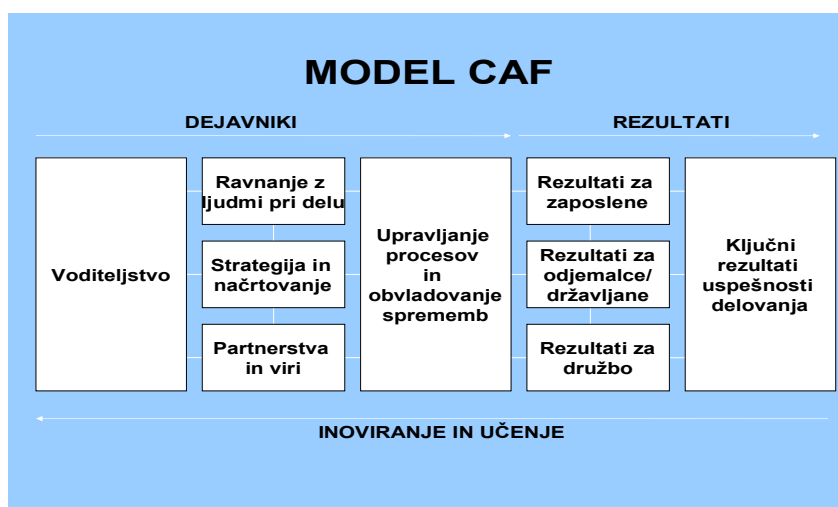 MODEL CAF
DEJAVNIKI
REZULTATI
Voditeljstvo
Ravnanje z
ljudmi pri delu
Strategija in
načrtovanje
Partnerstva
in viri
Upravljanje
procesov
in
obvladovanje
sprememb
Rezultati za
zaposlene
Rezultati za
odjemalce/
državljane
Rezultati za
družbo
Ključni
rezultati
uspešnosti
delovanja
INOVIRANJE IN UČENJE